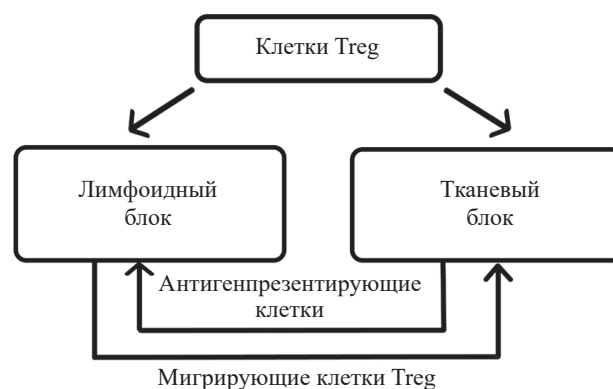 Клетки Treg
Лимфоидный
блок
Тканевый
блок
Антигенпрезентирующие
клетки
Мигрирующие клетки Treg